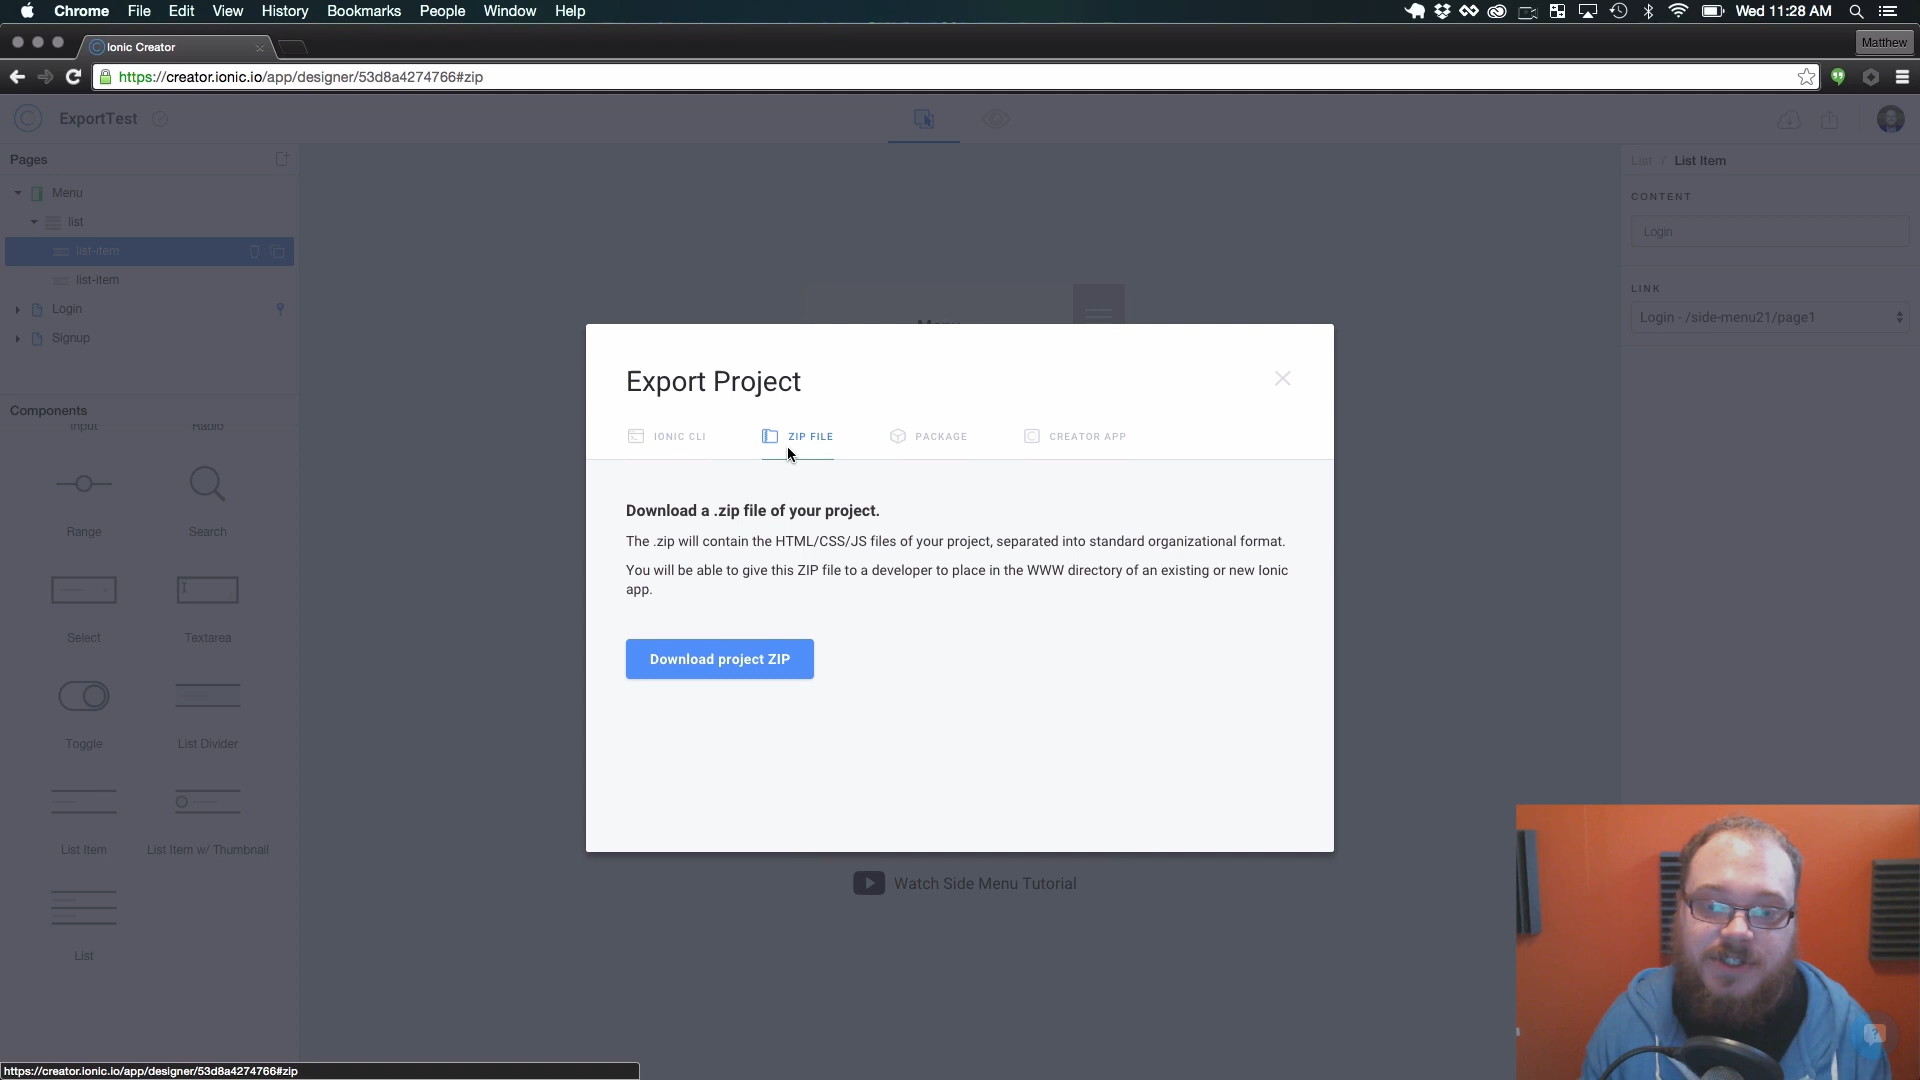 Chrome File Edit View History Bookmarks People Window Help Wed 11:28 AM
Ionic Creator Matthew
https://creator.ionic.io/app/designer/53d8a4274766#zip
ExportTest
Pages
Menu
list
list-item
list-item
Login
Signup
Components
Input Radio
Range Search
Select Textarea
Toggle List Divider
List Item List Item w/ Thumbnail
List
Menu
Export Project
IONIC CLI ZIP FILE PACKAGE CREATOR APP
Download a .zip file of your project.
The .zip will contain the HTML/CSS/JS files of your project, separated into standard organizational format.
You will be able to give this ZIP file to a developer to place in the WWW directory of an existing or new Ionic
app.
Download project ZIP
Watch Side Menu Tutorial
List / List Item
CONTENT
Login
LINK
Login - /side-menu21/page1
https://creator.ionic.io/app/designer/53d8a4274766#zip